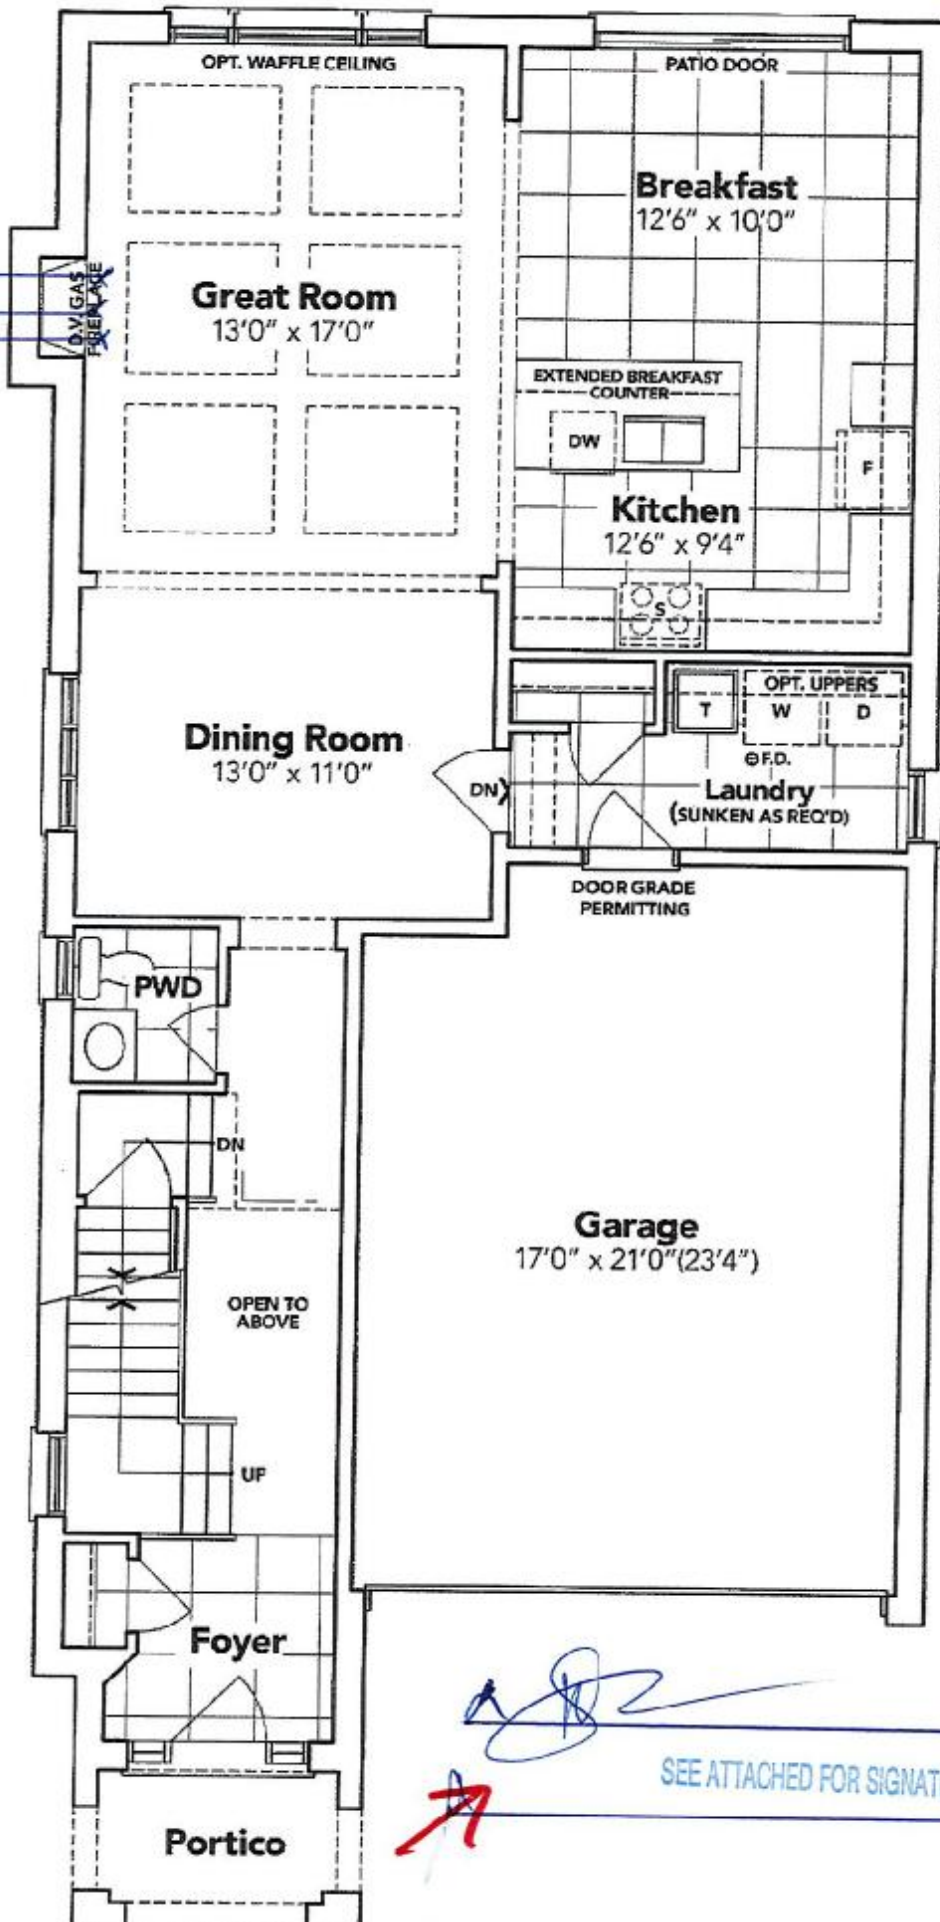 OPT. WAFFLE CEILING
PATIO DOOR
Breakfast
12'6" x 10'0"
D.V. GAS
FIREPLACE
Great Room
13'0" x 17'0"
EXTENDED BREAKFAST
COUNTER
DW
F
Kitchen
12'6" x 9'4"
S
OPT. UPPERS
T
W
D
F.D.
Dining Room
13'0" x 11'0"
DN
Laundry
(SUNKEN AS REQ'D)
DOOR GRADE
PERMITTING
PWD
DN
Garage
17'0" x 21'0"(23'4")
OPEN TO
ABOVE
UP
Foyer
SEE ATTACHED FOR SIGNAT
Portico